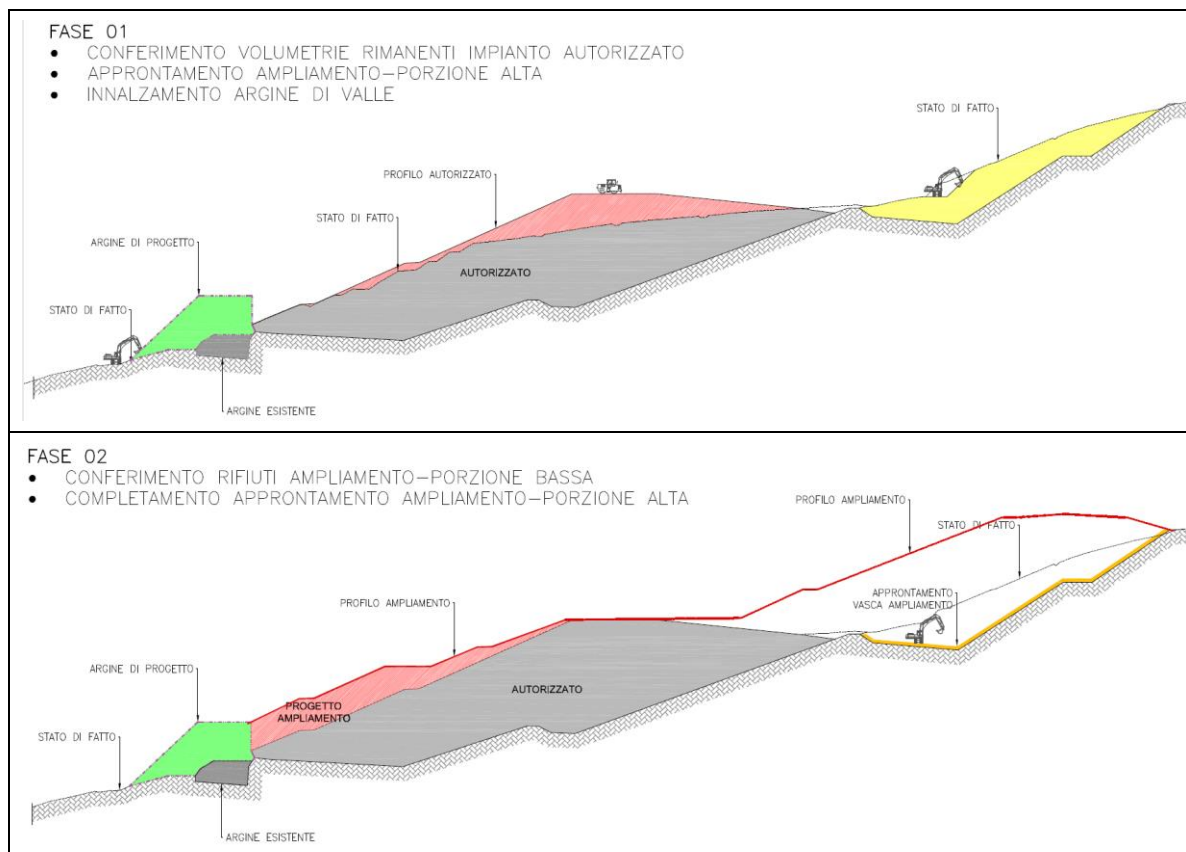 FASE 01
• CONFERIMENTO VOLUMETRIE RIMANENTI IMPIANTO AUTORIZZATO
• APPRONTAMENTO AMPLIAMENTO-PORZIONE ALTA
• INNALZAMENTO ARGINE DI VALLE
STATO DI FATTO
PROFILO AUTORIZZATO
STATO DI FATTO
ARGINE DI PROGETTO
AUTORIZZATO
STATO DI FATTO
ARGINE ESISTENTE
FASE 02
• CONFERIMENTO RIFIUTI AMPLIAMENTO-PORZIONE BASSA
• COMPLETAMENTO APPRONTAMENTO AMPLIAMENTO-PORZIONE ALTA
PROFILO AMPLIAMENTO
STATO DI FATTO
APPRONTAMENTO
VASCA AMPLIAMENTO
PROFILO AMPLIAMENTO
ARGINE DI PROGETTO
AUTORIZZATO
PROGETTO
AMPLIAMENTO
STATO DI FATTO
ARGINE ESISTENTE